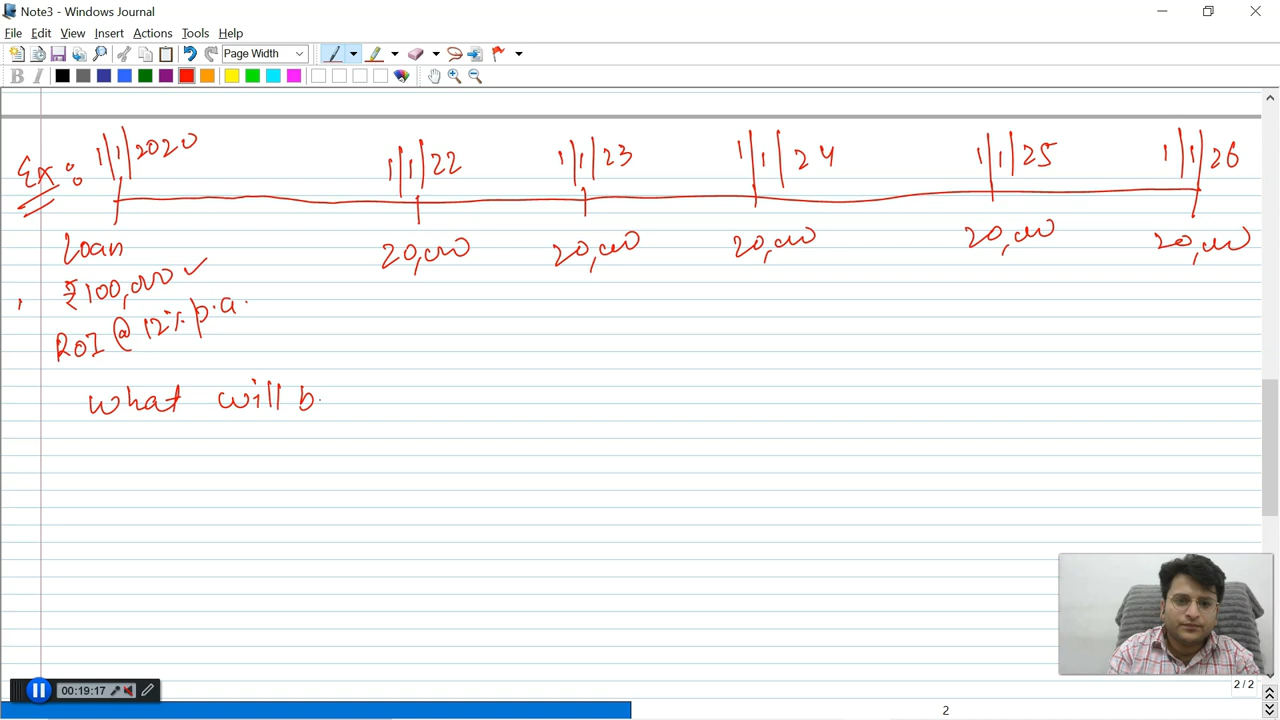 Note3 - Windows Journal
File Edit View Insert Actions Tools Help
Page Width
B I
Ex: 1/1/2020 1/1/22 1/1/23 1/1/24 1/1/25 1/1/26
Loan 20,000 20,000 20,000 20,000 20,000
₹100,000 ✓
ROI @ 12% p.a.
what will b
00:19:17
2 / 2
2